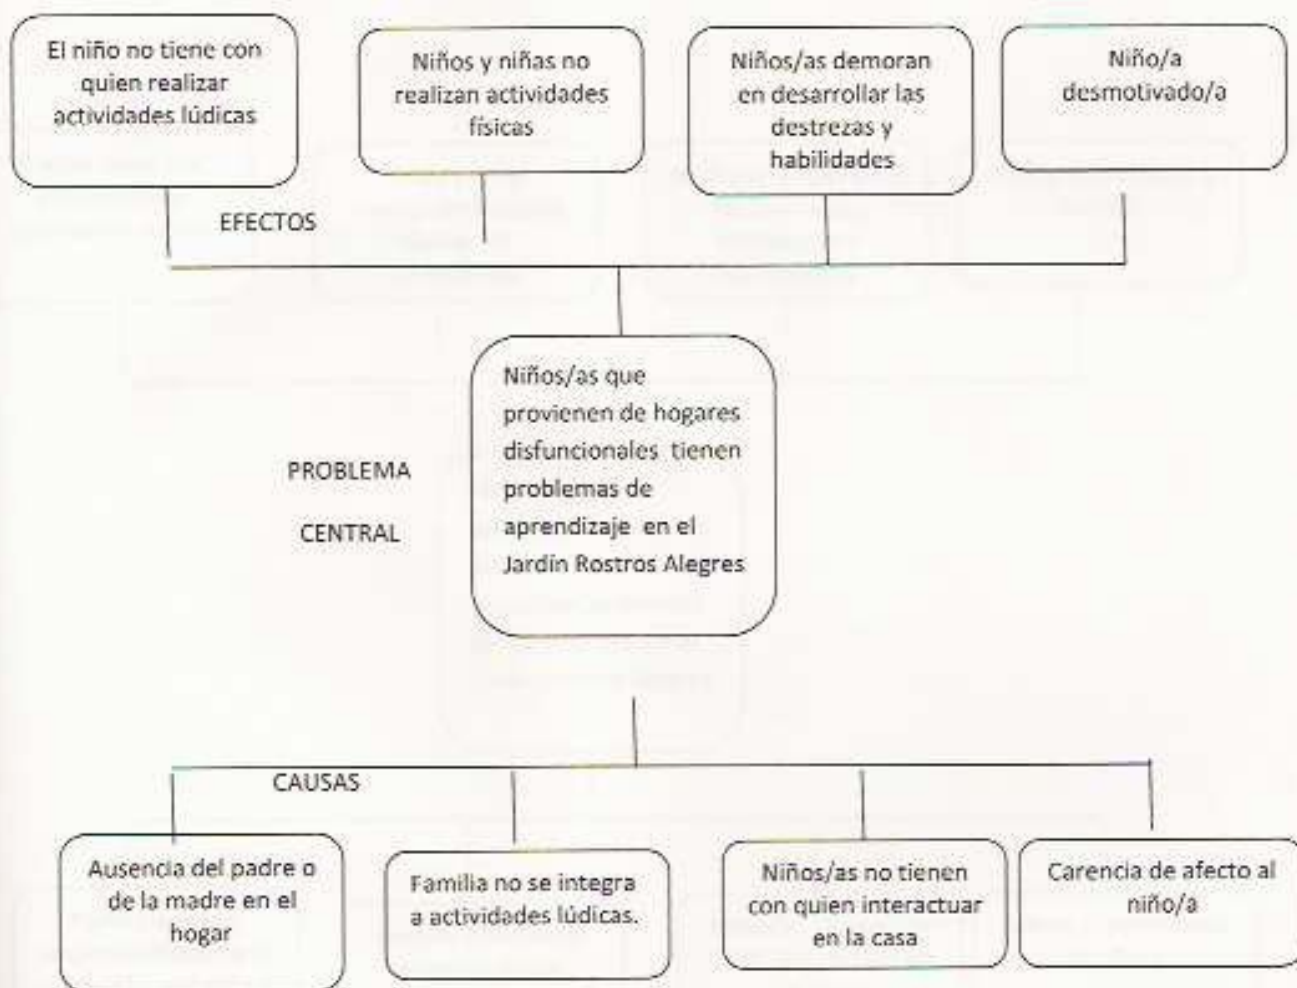 El niño no tiene con
quien realizar
actividades lúdicas
Niños y niñas no
realizan actividades
físicas
Niños/as demoran
en desarrollar las
destrezas y
habilidades
Niño/a
desmotivado/a
EFECTOS
Niños/as que
provienen de hogares
disfuncionales tienen
problemas de
aprendizaje en el
Jardín Rostros Alegres
PROBLEMA
CENTRAL
CAUSAS
Ausencia del padre o
de la madre en el
hogar
Familia no se integra
a actividades lúdicas.
Niños/as no tienen
con quien interactuar
en la casa
Carencia de afecto al
niño/a